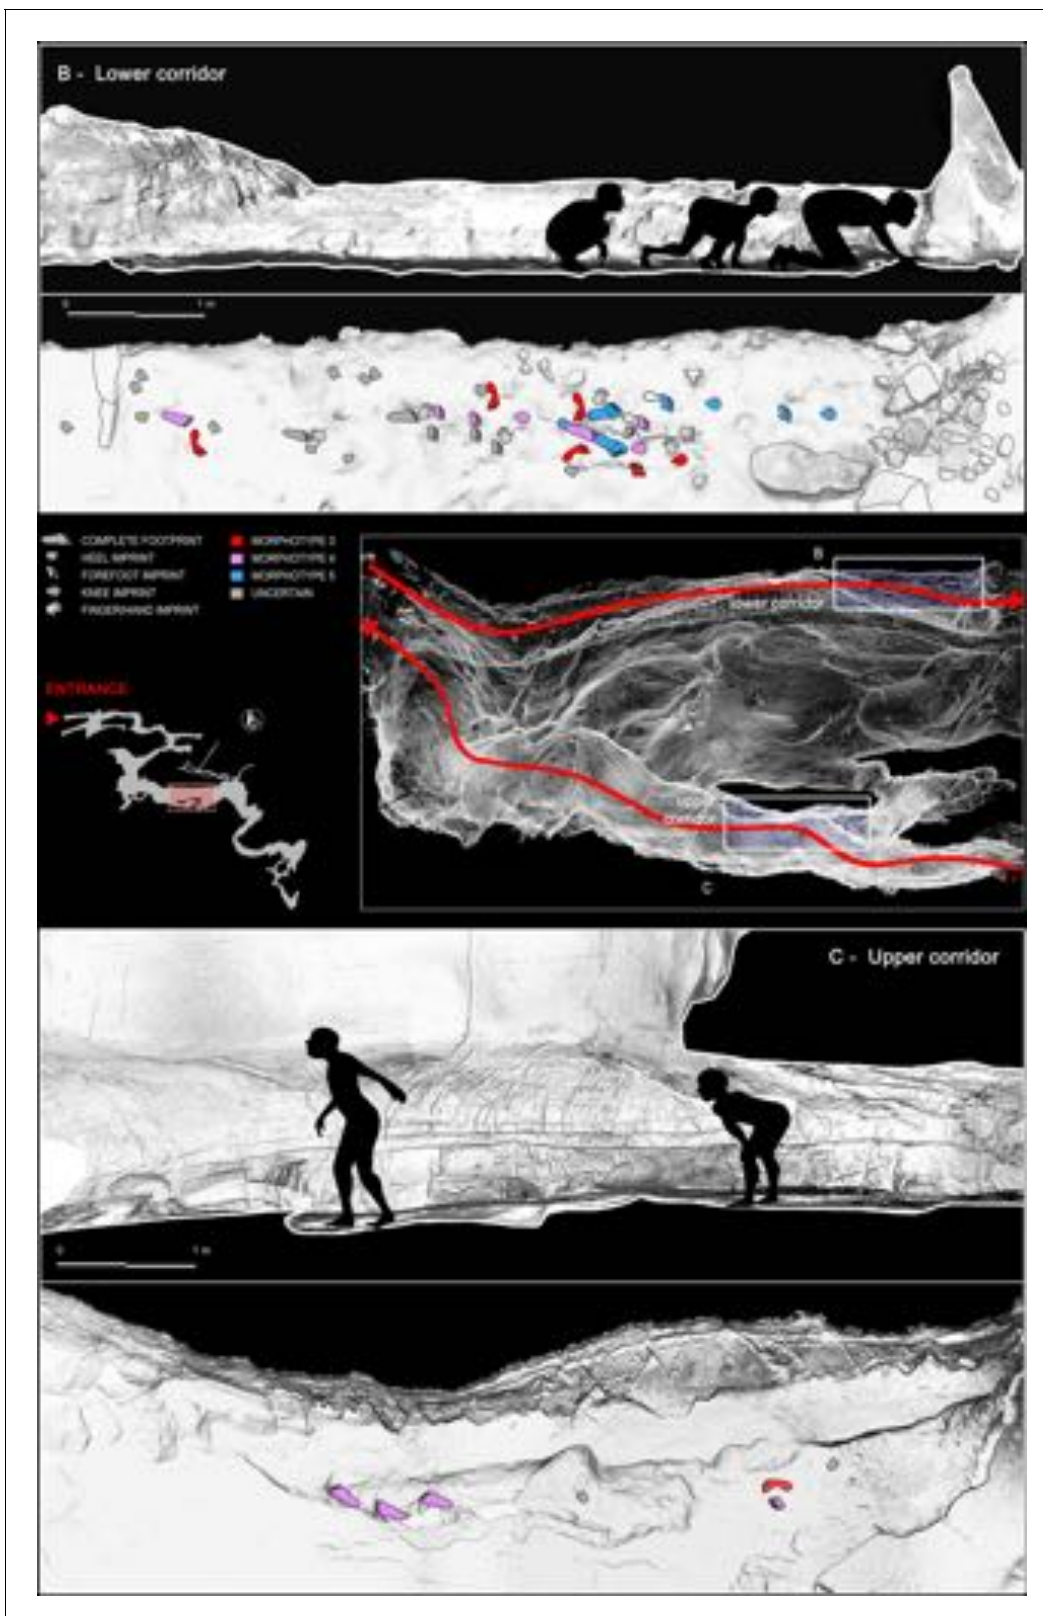 B - Lower corridor
0 1 m
COMPLETE FOOTPRINT
HEEL IMPRINT
FOREFOOT IMPRINT
KNEE IMPRINT
FINGER/HAND IMPRINT
MORPHOTYPE 3
MORPHOTYPE 4
MORPHOTYPE 5
UNCERTAIN
B
lower corridor
ENTRANCE
corridor
C
C - Upper corridor
0 1 m